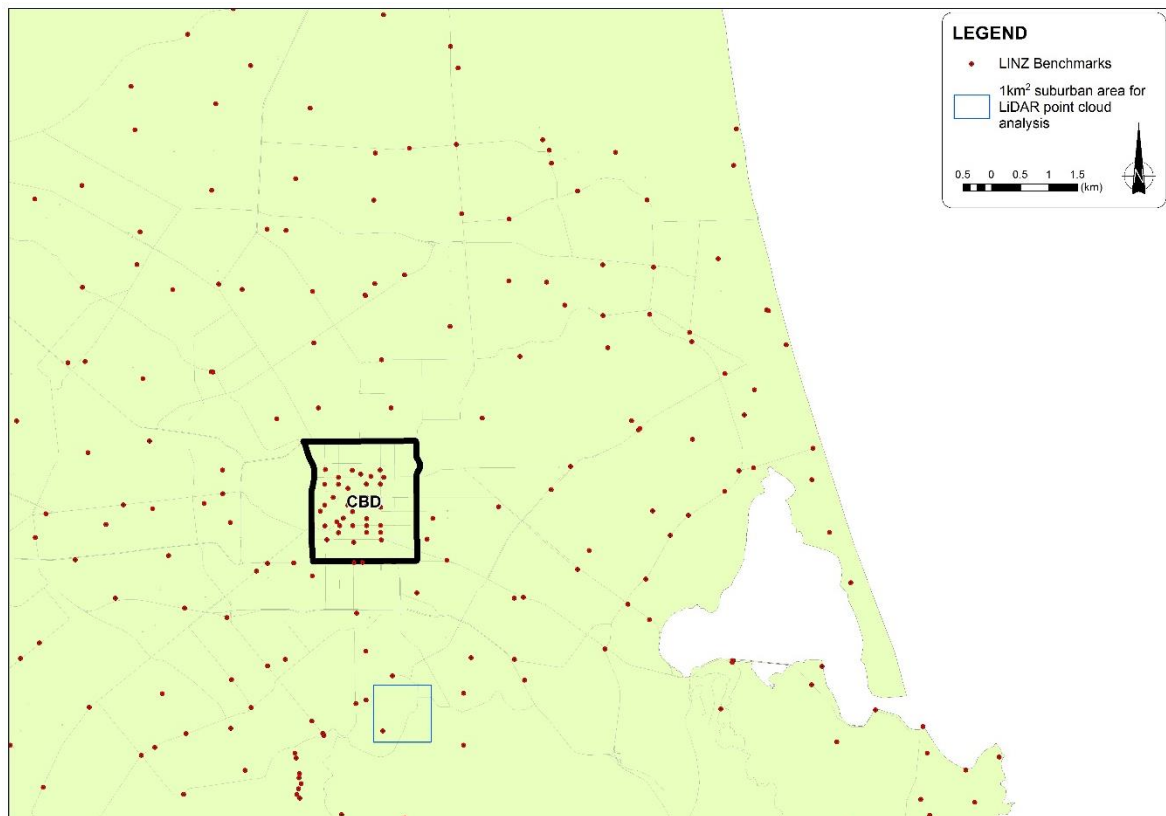 LEGEND
LINZ Benchmarks
1km² suburban area for
LiDAR point cloud
analysis
0.5 0 0.5 1 1.5
(km)
N
CBD